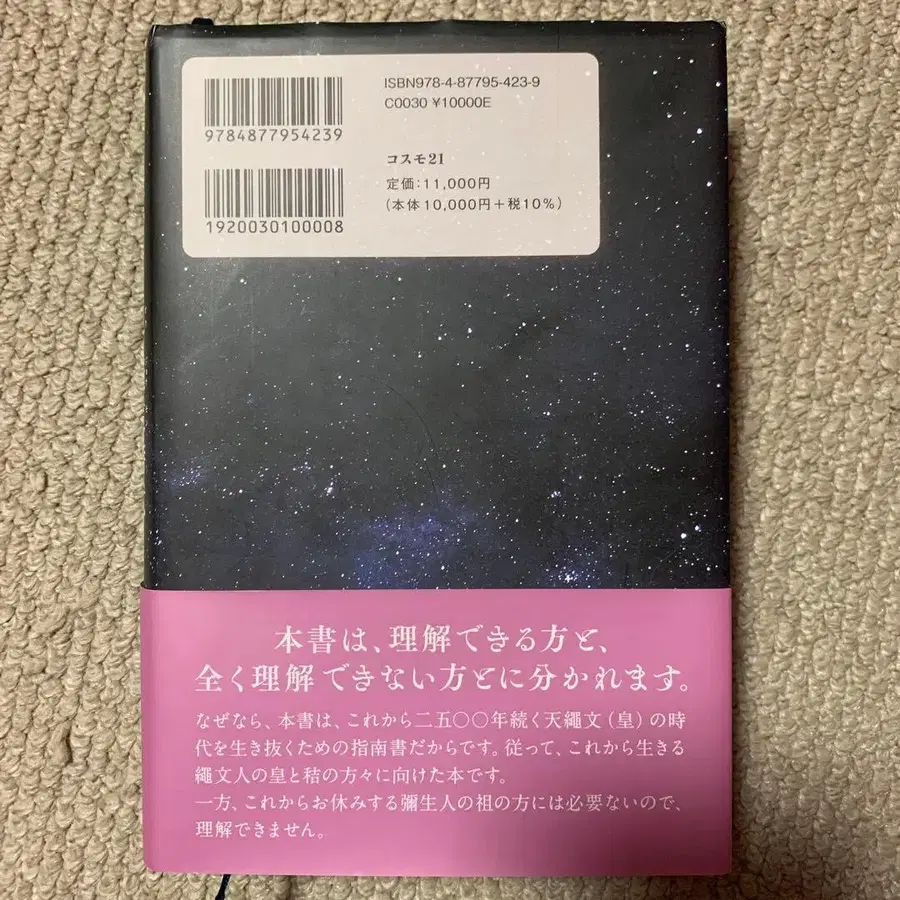 ISBN978-4-87795-423-9
C0030 ¥10000E
9784877954239
コスモ21
定価:11,000円
(本体10,000円+税10%)
1920030100008
本書は、理解できる方と、
全く理解できない方とに分かれます。
なぜなら、本書は、これから二五〇〇年続く天繩文(皇)の時
代を生き抜くための指南書だからです。従って、これから生きる
繩文人の皇と秸の方々に向けた本です。
一方、これからお休みする彌生人の祖の方には必要ないので、
理解できません。